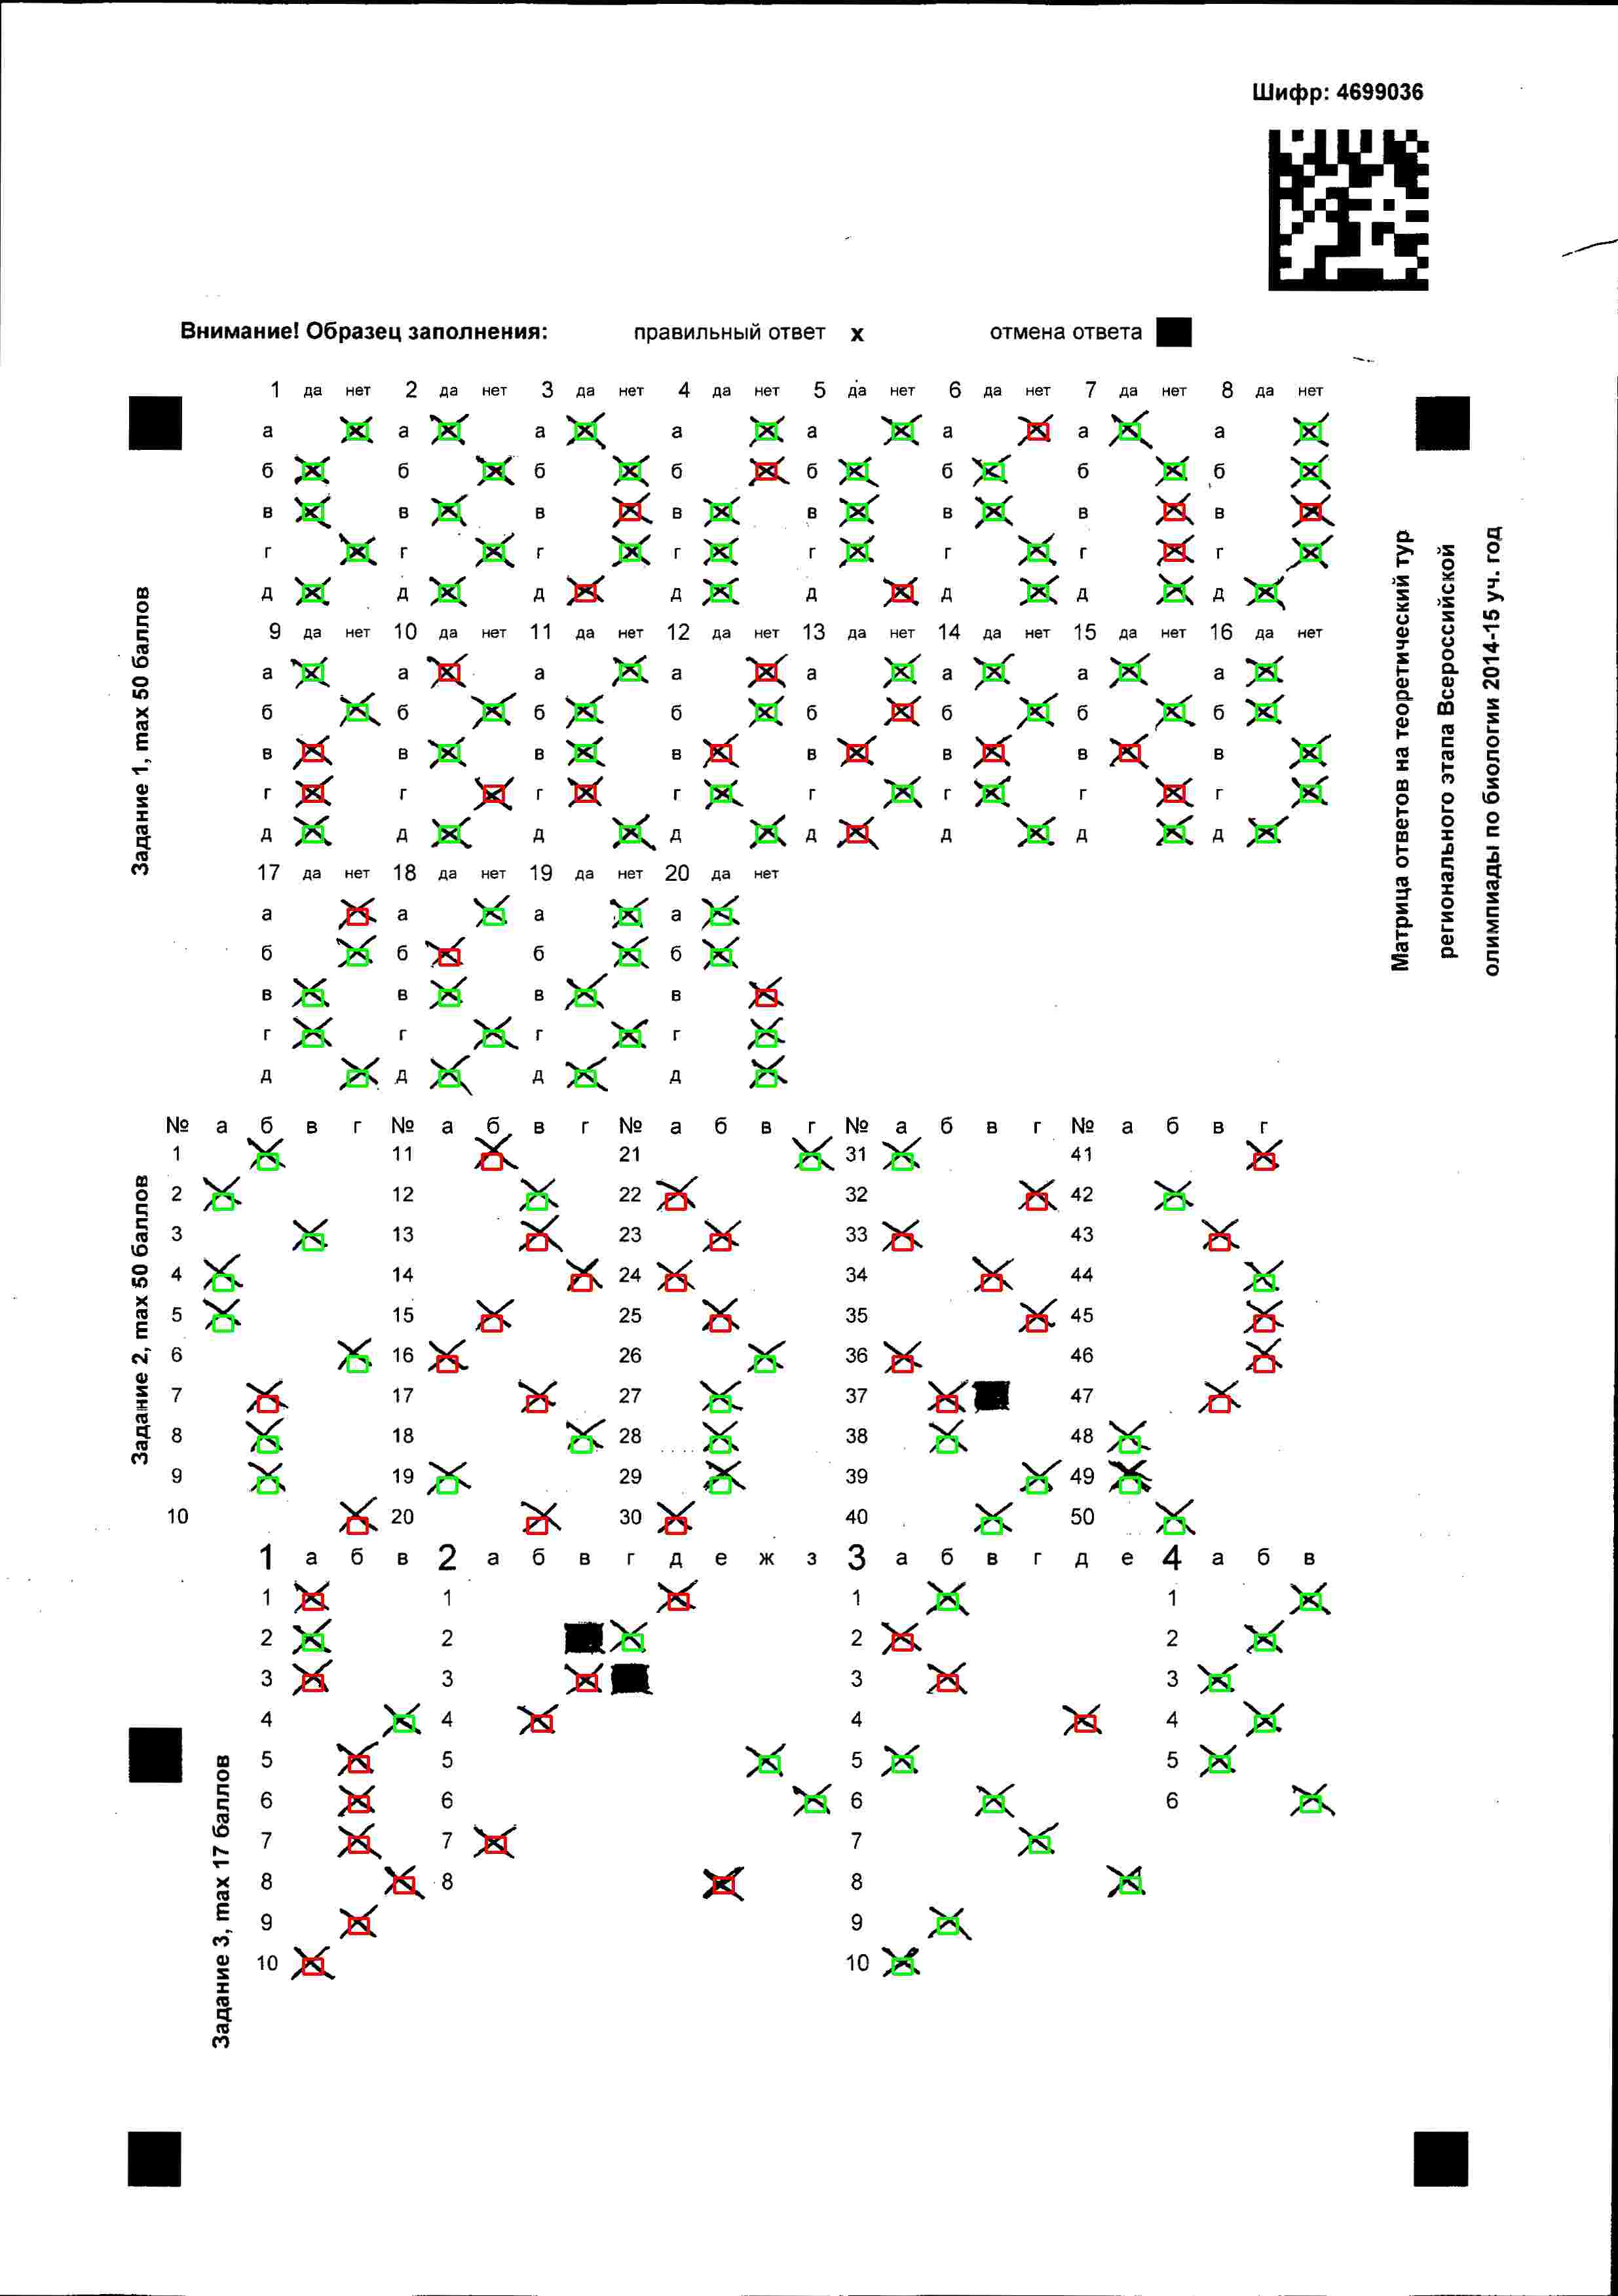 Шифр: 4699036
Внимание! Образец заполнения: правильный ответ х отмена ответа
1 да нет 2 да нет 3 да нет 4 да нет 5 да нет 6 да нет 7 да нет 8 да нет
а а а а а а а а
б б б б б б б б
в в в в в в в в
г г г г г г г г
д д д д д д д д
9 да нет 10 да нет 11 да нет 12 да нет 13 да нет 14 да нет 15 да нет 16 да нет
а а а а а а а а
б б б б б б б б
в в в в в в в в
г г г г г г г г
д д д д д д д д
17 да нет 18 да нет 19 да нет 20 да нет
а а а а
б б б б
в в в в
г г г г
д д д д
Задание 1, max 50 баллов
Матрица ответов на теоретический тур
регионального этапа Всероссийской
олимпиады по биологии 2014-15 уч. год
№ а б в г № а б в г № а б в г № а б в г № а б в г
1 11 21 31 41
2 12 22 32 42
3 13 23 33 43
4 14 24 34 44
5 15 25 35 45
6 16 26 36 46
7 17 27 37 47
8 18 28 38 48
9 19 29 39 49
10 20 30 40 50
Задание 2, max 50 баллов
1 а б в 2 а б в г д е ж з 3 а б в г д е 4 а б в
1 1 1 1
2 2 2 2
3 3 3 3
4 4 4 4
5 5 5 5
6 6 6 6
7 7 7
8 8 8
9 9
10 10
Задание 3, max 17 баллов